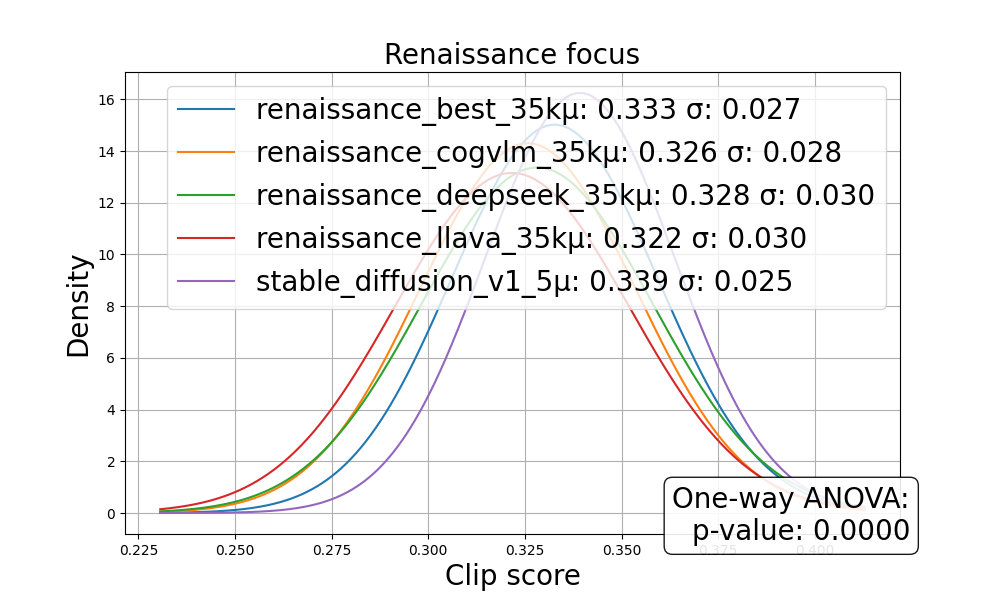 Renaissance focus
renaissance_best_35kμ: 0.333 σ: 0.027
renaissance_cogvlm_35kμ: 0.326 σ: 0.028
renaissance_deepseek_35kμ: 0.328 σ: 0.030
renaissance_llava_35kμ: 0.322 σ: 0.030
stable_diffusion_v1_5μ: 0.339 σ: 0.025
16
14
12
10
8
6
4
2
0
Density
One-way ANOVA:
p-value: 0.0000
0.225 0.250 0.275 0.300 0.325 0.350 0.375 0.400
Clip score